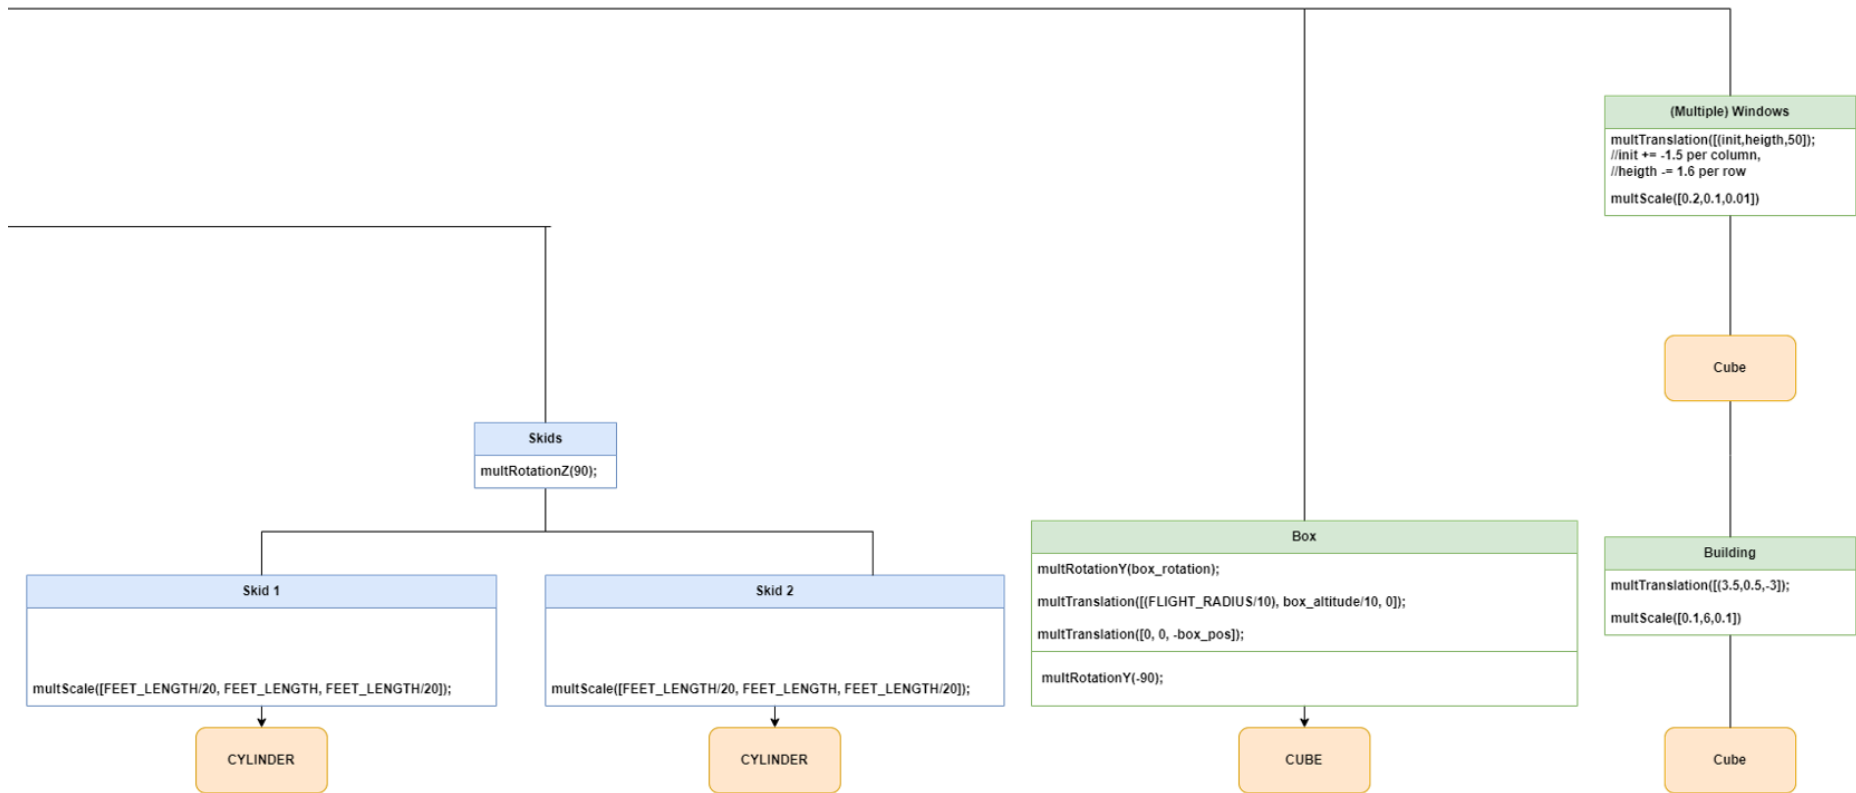 (Multiple) Windows
multTranslation([(init,heigth,50]);
//init += -1.5 per column,
//heigth -= 1.6 per row
multScale([0.2,0.1,0.01])
Cube
Skids
multRotationZ(90);
Skid 1
multScale([FEET_LENGTH/20, FEET_LENGTH, FEET_LENGTH/20]);
CYLINDER
Skid 2
multScale([FEET_LENGTH/20, FEET_LENGTH, FEET_LENGTH/20]);
CYLINDER
Box
multRotationY(box_rotation);
multTranslation([(FLIGHT_RADIUS/10), box_altitude/10, 0]);
multTranslation([0, 0, -box_pos]);
multRotationY(-90);
CUBE
Building
multTranslation([(3.5,0.5,-3]);
multScale([0.1,6,0.1])
Cube